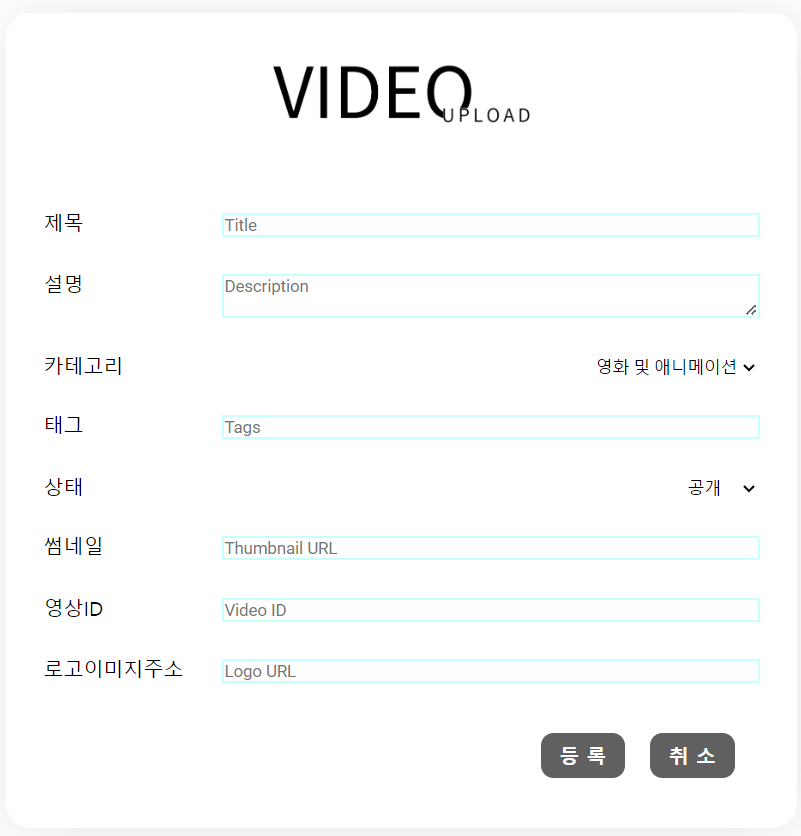 VIDEO
UPLOAD
제목 Title
설명 Description
카테고리 영화 및 애니메이션
태그 Tags
상태 공개
썸네일 Thumbnail URL
영상ID Video ID
로고이미지주소 Logo URL
등 록 취 소